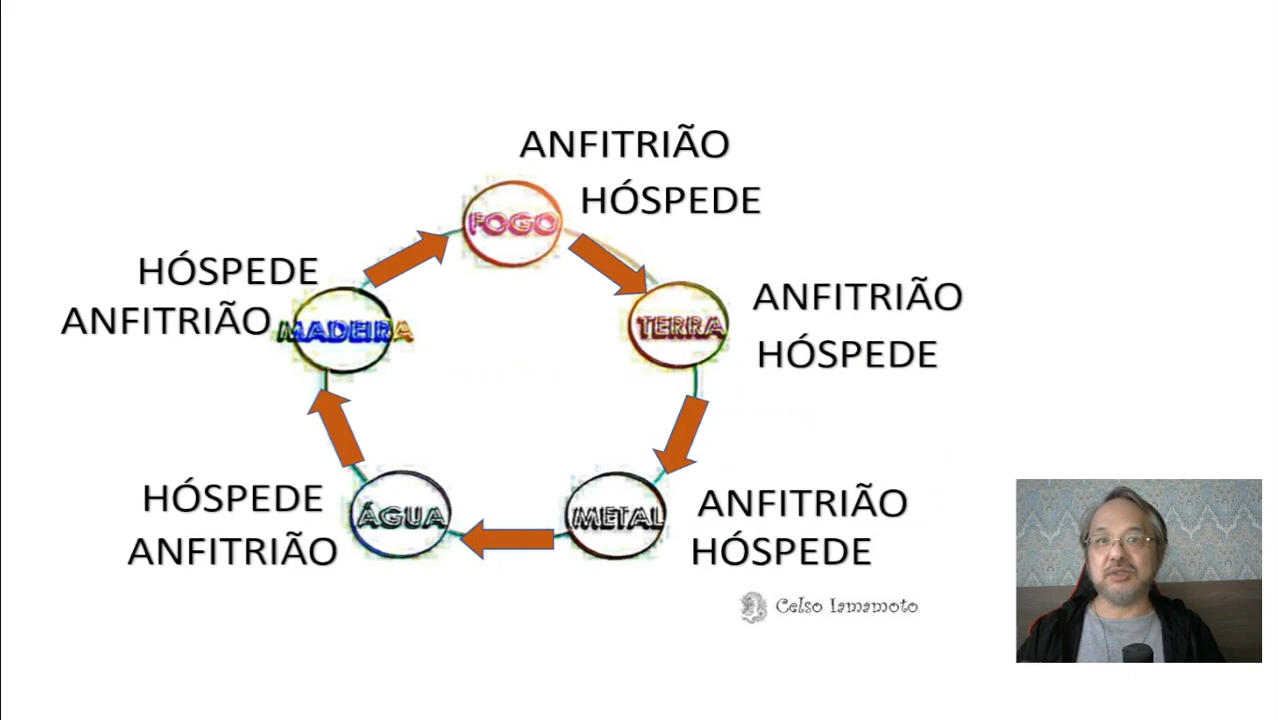 ANFITRIÃO
HÓSPEDE
FOGO
HÓSPEDE
ANFITRIÃO
MADEIRA
ANFITRIÃO
HÓSPEDE
TERRA
HÓSPEDE
ANFITRIÃO
ÁGUA
METAL
ANFITRIÃO
HÓSPEDE
Celso Iamamoto